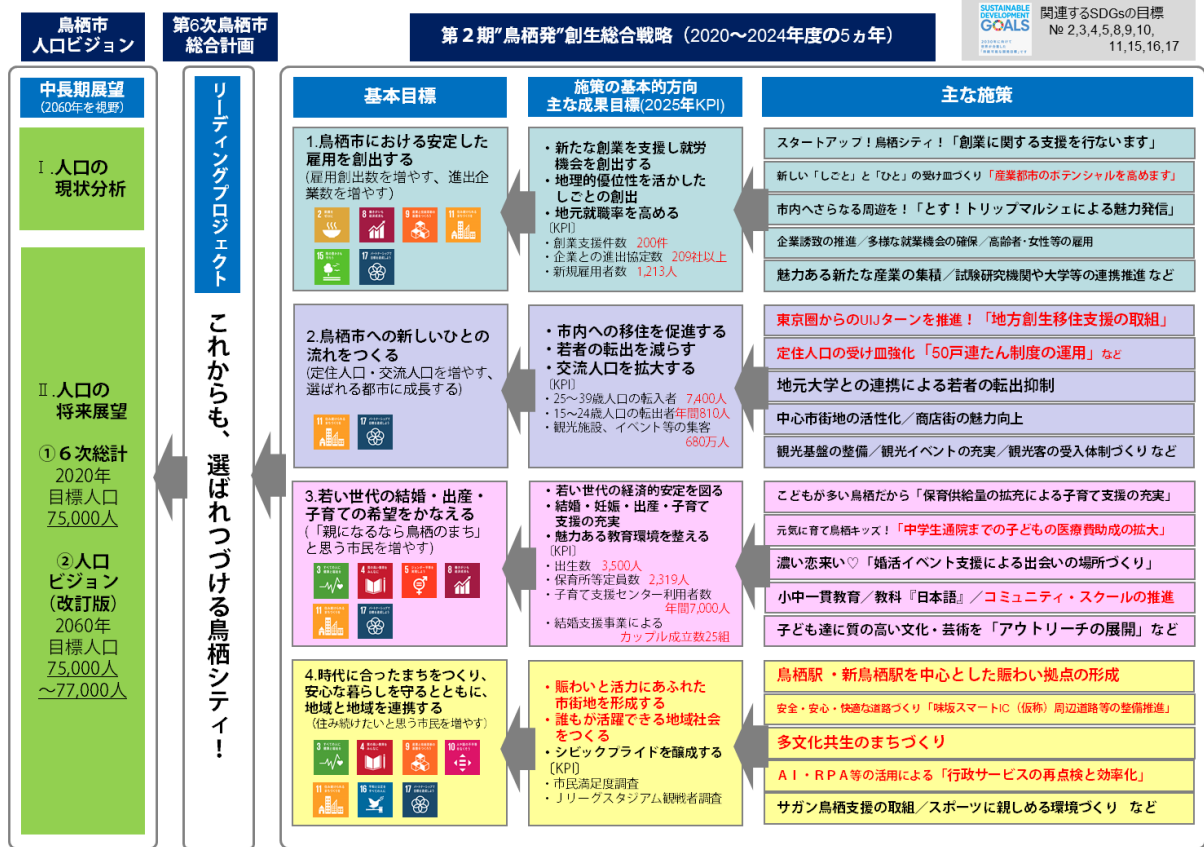 鳥栖市
人口ビジョン
第6次鳥栖市
総合計画
第2期”鳥栖発”創生総合戦略（2020～2024年度の5ヵ年）
SUSTAINABLE
DEVELOPMENT
GOALS
関連するSDGsの目標
№ 2,3,4,5,8,9,10,
11,15,16,17
中長期展望
(2060年を視野)
Ⅰ.人口の
現状分析
Ⅱ.人口の
将来展望
①6次総計
2020年
目標人口
75,000人
②人口
ビジョン
（改訂版）
2060年
目標人口
75,000人
～77,000人
リーディングプロジェクト
これからも、選ばれつづける鳥栖シティ！
基本目標
施策の基本的方向
主な成果目標(2025年KPI)
主な施策
1.鳥栖市における安定した
雇用を創出する
(雇用創出数を増やす、進出企
業数を増やす)
2
8
9
11
15
17
・新たな創業を支援し就労
機会を創出する
・地理的優位性を活かした
しごとの創出
・地元就職率を高める
〔KPI〕
・創業支援件数 200件
・企業との進出協定数 209社以上
・新規雇用者数 1,213人
スタートアップ！鳥栖シティ！「創業に関する支援を行ないます」
新しい「しごと」と「ひと」の受け皿づくり「産業都市のポテンシャルを高めます」
市内へさらなる周遊を！「とす！トリップマルシェによる魅力発信」
企業誘致の推進／多様な就業機会の確保／高齢者・女性等の雇用
魅力ある新たな産業の集積／試験研究機関や大学等の連携推進 など
2.鳥栖市への新しいひとの
流れをつくる
(定住人口・交流人口を増やす、
選ばれる都市に成長する)
11
17
・市内への移住を促進する
・若者の転出を減らす
・交流人口を拡大する
〔KPI〕
・25～39歳人口の転入者 7,400人
・15～24歳人口の転出者年間810人
・観光施設、イベント等の集客
680万人
東京圏からのUIJターンを推進！「地方創生移住支援の取組」
定住人口の受け皿強化「50戸連たん制度の運用」など
地元大学との連携による若者の転出抑制
中心市街地の活性化／商店街の魅力向上
観光基盤の整備／観光イベントの充実／観光客の受入体制づくり など
3.若い世代の結婚・出産・
子育ての希望をかなえる
(「親になるなら鳥栖のまち」
と思う市民を増やす)
3
4
5
8
11
17
・若い世代の経済的安定を図る
・結婚・妊娠・出産・子育て
支援の充実
・魅力ある教育環境を整える
〔KPI〕
・出生数 3,500人
・保育所等定員数 2,319人
・子育て支援センター利用者数
年間7,000人
・結婚支援事業による
カップル成立数25組
こどもが多い鳥栖だから「保育供給量の拡充による子育て支援の充実」
元気に育て鳥栖キッズ！「中学生通院までの子どもの医療費助成の拡大」
濃い恋来い♡「婚活イベント支援による出会いの場所づくり」
小中一貫教育／教科『日本語』／コミュニティ・スクールの推進
子ども達に質の高い文化・芸術を「アウトリーチの展開」など
4.時代に合ったまちをつくり、
安心な暮らしを守るとともに、
地域と地域を連携する
(住み続けたいと思う市民を増やす)
3
4
9
10
11
16
17
・賑わいと活力にあふれた
市街地を形成する
・誰もが活躍できる地域社会
をつくる
・シビックプライドを醸成する
〔KPI〕
・市民満足度調査
・Jリーグスタジアム観戦者調査
鳥栖駅・新鳥栖駅を中心とした賑わい拠点の形成
安全・安心・快適な道路づくり「味坂スマートIC（仮称）周辺道路等の整備推進」
多文化共生のまちづくり
ＡＩ・ＲＰＡ等の活用による「行政サービスの再点検と効率化」
サガン鳥栖支援の取組／スポーツに親しめる環境づくり など